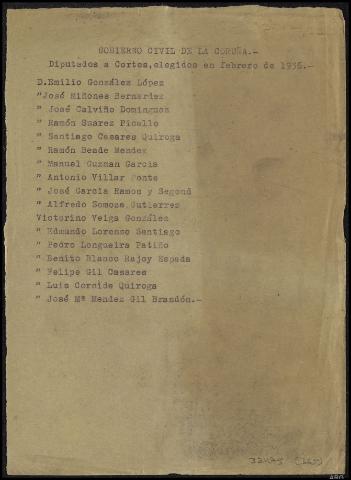 GOBIERNO CIVIL DE LA CORUÑA.-
Diputados a Cortes,elegidos en febrero de 1936.-
D.Emilio González López
"José Miñones Bernardez
" José Calviño Dominguez
" Ramón Suarez Picallo
" Santiago Casares Quiroga
" Ramón Beade Mendez
" Manuel Guzman Garcia
" Antonio Villar Ponte
" José Garcia Ramos y Segond
" Alfredo Somoza Gutierrez
Victorino Veiga González
" Edmundo Lorenzo Santiago
" Pedro Longueira Patiño
" Benito Blanco Rajoy Espada
" Felipe Gil Casares
" Luis Cornide Quiroga
" José Mª Mendez Gil Brandón.-